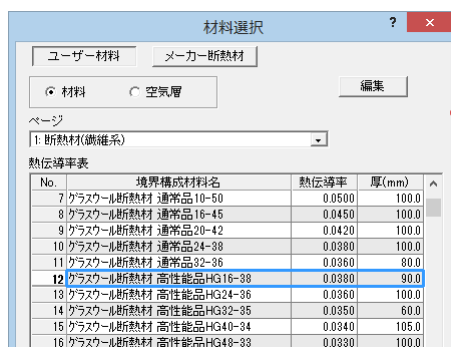 材料選択 ? ×
ユーザー材料 メーカー断熱材
材料 空気層 編集
ページ
1: 断熱材(繊維系)
熱伝導率表
No. 境界構成材料名 熱伝導率 厚(mm)
7 グラスウール断熱材 通常品10-50 0.0500 100.0
8 グラスウール断熱材 通常品16-45 0.0450 100.0
9 グラスウール断熱材 通常品20-42 0.0420 100.0
10 グラスウール断熱材 通常品24-38 0.0380 100.0
11 グラスウール断熱材 通常品32-36 0.0360 80.0
12 グラスウール断熱材 高性能品HG16-38 0.0380 90.0
13 グラスウール断熱材 高性能品HG24-36 0.0360 100.0
14 グラスウール断熱材 高性能品HG32-35 0.0350 60.0
15 グラスウール断熱材 高性能品HG40-34 0.0340 105.0
16 グラスウール断熱材 高性能品HG48-33 0.0330 100.0